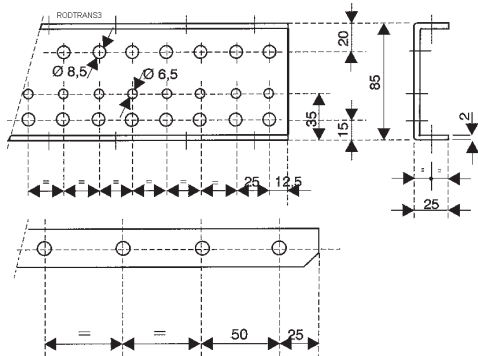 RODTRANS3
Ø 8,5
Ø 6,5
20
85
35
15
2
= = = = = = 25 12,5
= =
25
= = 50 25